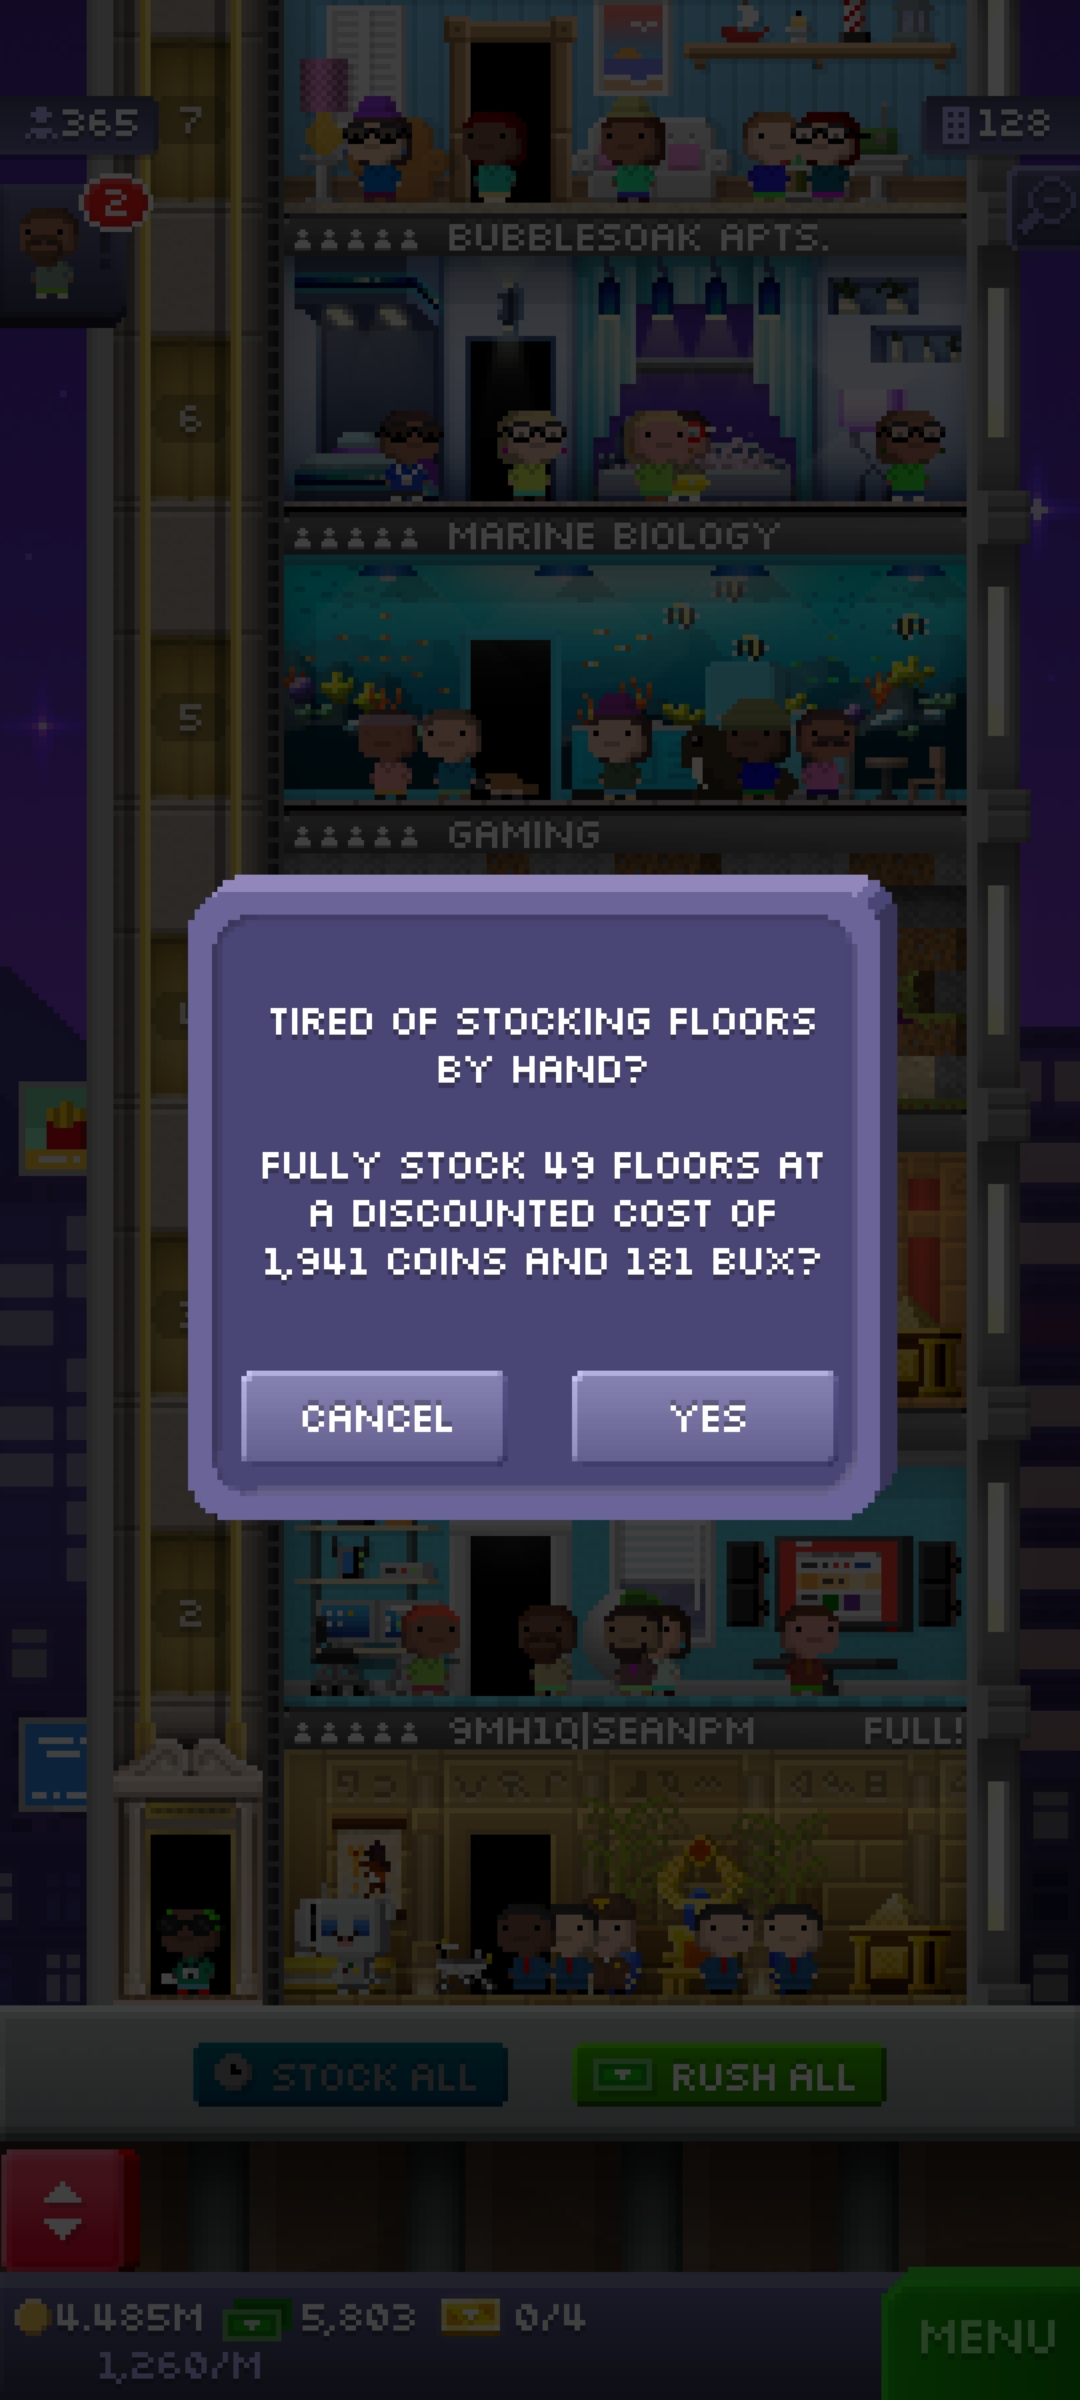 365
7
128
2
BUBBLESOAK APTS.
6
MARINE BIOLOGY
5
GAMING
TIRED OF STOCKING FLOORS
BY HAND?
FULLY STOCK 49 FLOORS AT
A DISCOUNTED COST OF
1,941 COINS AND 181 BUX?
CANCEL
YES
2
9MH1Q|SEANPM
FULL!
STOCK ALL
RUSH ALL
4.485M
5,803
0/4
1,260/M
MENU